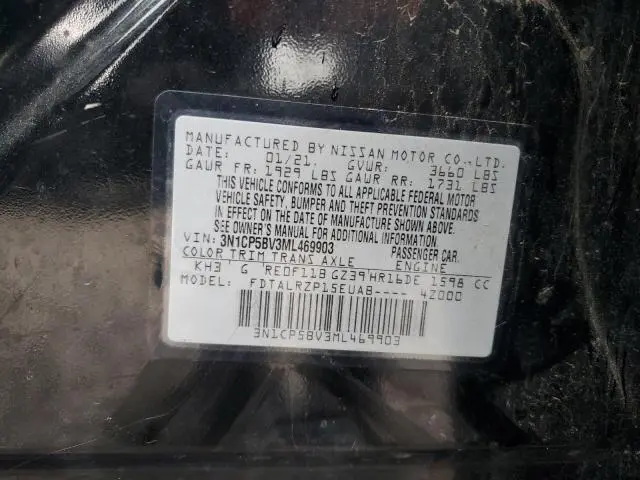 MANUFACTURED BY NISSAN MOTOR CO., LTD.
DATE: 01/21. GVWR: 3660 LBS
GAWR FR: 1929 LBS GAWR RR: 1731 LBS
THIS VEHICLE CONFORMS TO ALL APPLICABLE FEDERAL MOTOR
VEHICLE SAFETY, BUMPER AND THEFT PREVENTION STANDARDS
IN EFFECT ON THE DATE OF MANUFACTURE SHOWN ABOVE.
SEE OWNER'S MANUAL FOR ADDITIONAL INFORMATION
VIN: 3N1CP5BV3ML469903 PASSENGER CAR.
COLOR TRIM TRANS AXLE ENGINE
KH3 G RE0F11B GZ39 HR16DE 1598 CC
MODEL: FDTALRZP15EUAB---- 42000
3N1CP5BV3ML469903